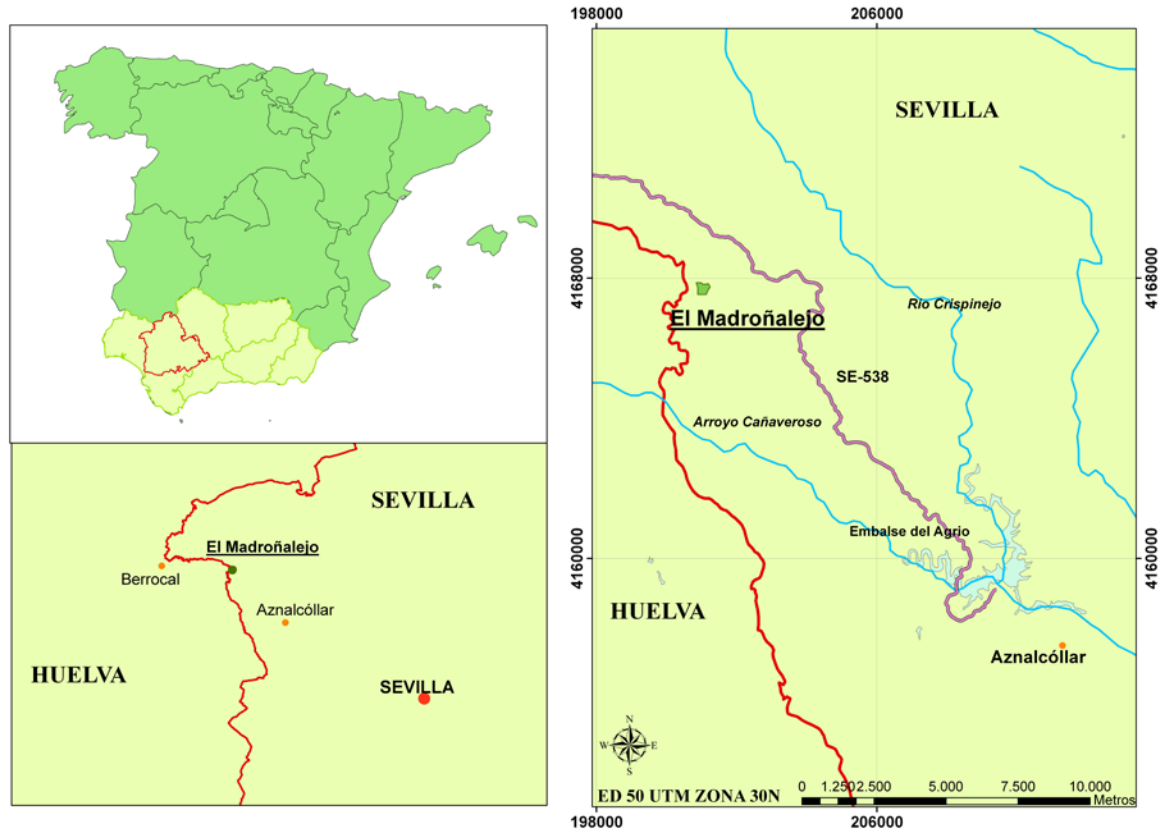 SEVILLA
El Madroñalejo
Berrocal
Aznalcóllar
HUELVA
SEVILLA
198000 206000
SEVILLA
4168000 4168000
Rio Crispinejo
El Madroñalejo
SE-538
Arroyo Cañaveroso
Embalse del Agrio
4160000 4160000
HUELVA
Aznalcóllar
N
W E
S
0 1.250 2.500 5.000 7.500 10.000
Metros
ED 50 UTM ZONA 30N
198000 206000